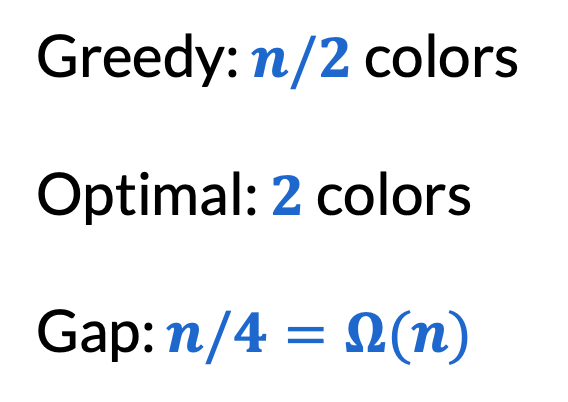 Greedy: n/2 colors
Optimal: 2 colors
Gap: n/4 = Ω(n)